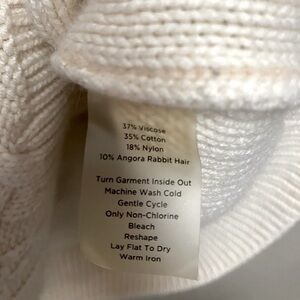 37% Viscose
35% Cotton
18% Nylon
10% Angora Rabbit Hair
Turn Garment Inside Out
Machine Wash Cold
Gentle Cycle
Only Non-Chlorine
Bleach
Reshape
Lay Flat To Dry
Warm Iron